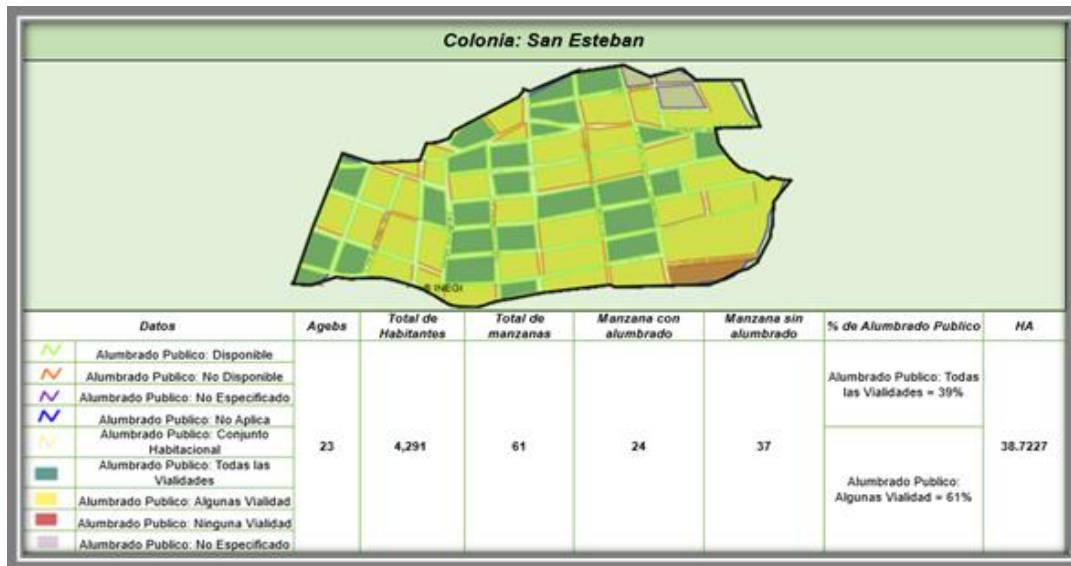 Colonia: San Esteban
© INEGI
Datos
Agebs
Total de
Habitantes
Total de
manzanas
Manzana con
alumbrado
Manzana sin
alumbrado
% de Alumbrado Publico
HA
Alumbrado Publico: Disponible
Alumbrado Publico: No Disponible
Alumbrado Publico: No Especificado
Alumbrado Publico: No Aplica
Alumbrado Publico: Conjunto
Habitacional
Alumbrado Publico: Todas las
Vialidades
Alumbrado Publico: Algunas Vialidad
Alumbrado Publico: Ninguna Vialidad
Alumbrado Publico: No Especificado
23
4,291
61
24
37
Alumbrado Publico: Todas
las Vialidades = 39%
Alumbrado Publico:
Algunas Vialidad = 61%
38.7227